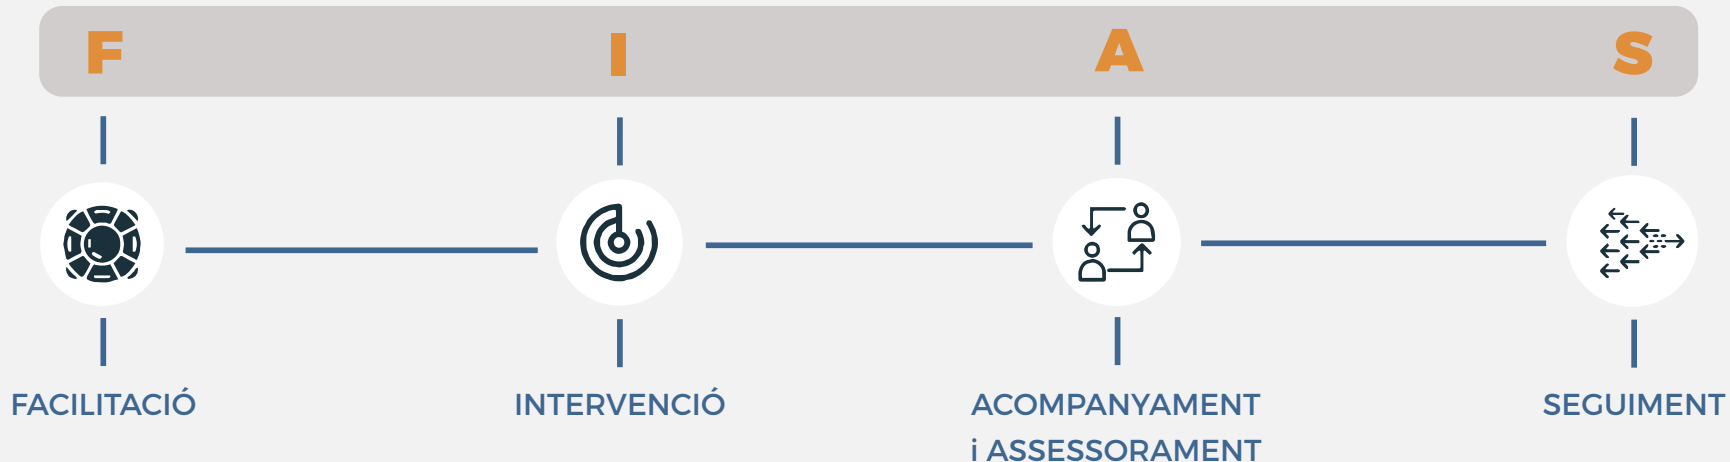 F I A S
FACILITACIÓ
INTERVENCIÓ
ACOMPANYAMENT
i ASSESSORAMENT
SEGUIMENT